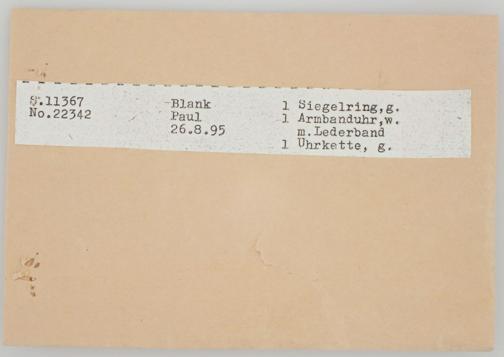 S.11367
No.22342
Blank
Paul
26.8.95
1 Siegelring,g.
1 Armbanduhr,w.
m.Lederband
1 Uhrkette, g.